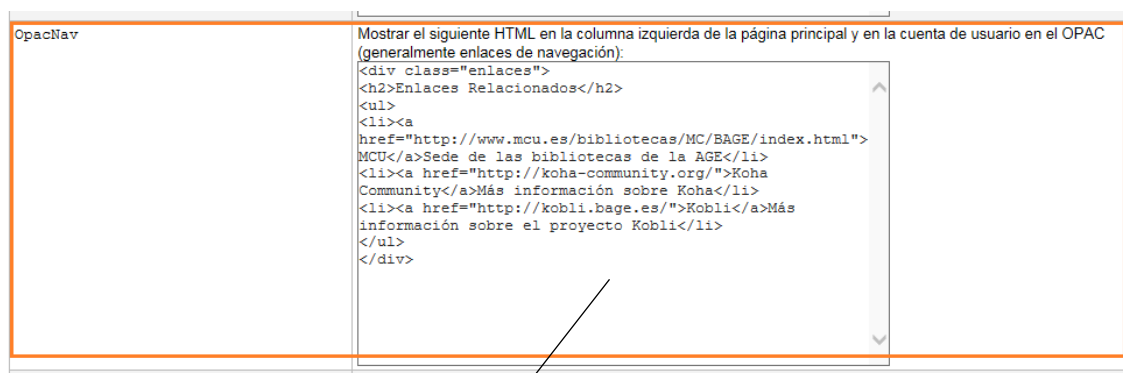 OpacNav
Mostrar el siguiente HTML en la columna izquierda de la página principal y en la cuenta de usuario en el OPAC
(generalmente enlaces de navegación):
<div class="enlaces">
<h2>Enlaces Relacionados</h2>
<ul>
<li><a
href="http://www.mcu.es/bibliotecas/MC/BAGE/index.html">
MCU</a>Sede de las bibliotecas de la AGE</li>
<li><a href="http://koha-community.org/">Koha
Community</a>Más información sobre Koha</li>
<li><a href="http://kobli.bage.es/">Kobli</a>Más
información sobre el proyecto Kobli</li>
</ul>
</div>